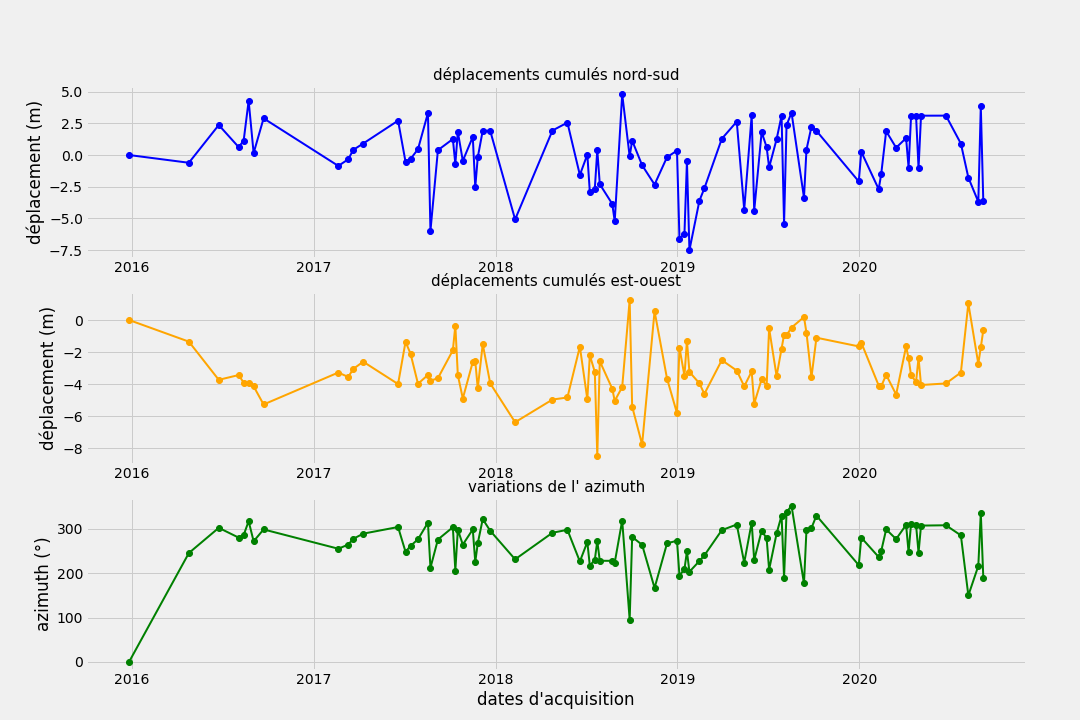 déplacements cumulés nord-sud
déplacement (m)
5.0
2.5
0.0
−2.5
−5.0
−7.5
2016 2017 2018 2019 2020
déplacements cumulés est-ouest
déplacement (m)
0
−2
−4
−6
−8
2016 2017 2018 2019 2020
variations de l' azimuth
azimuth (°)
300
200
100
0
2016 2017 2018 2019 2020
dates d'acquisition